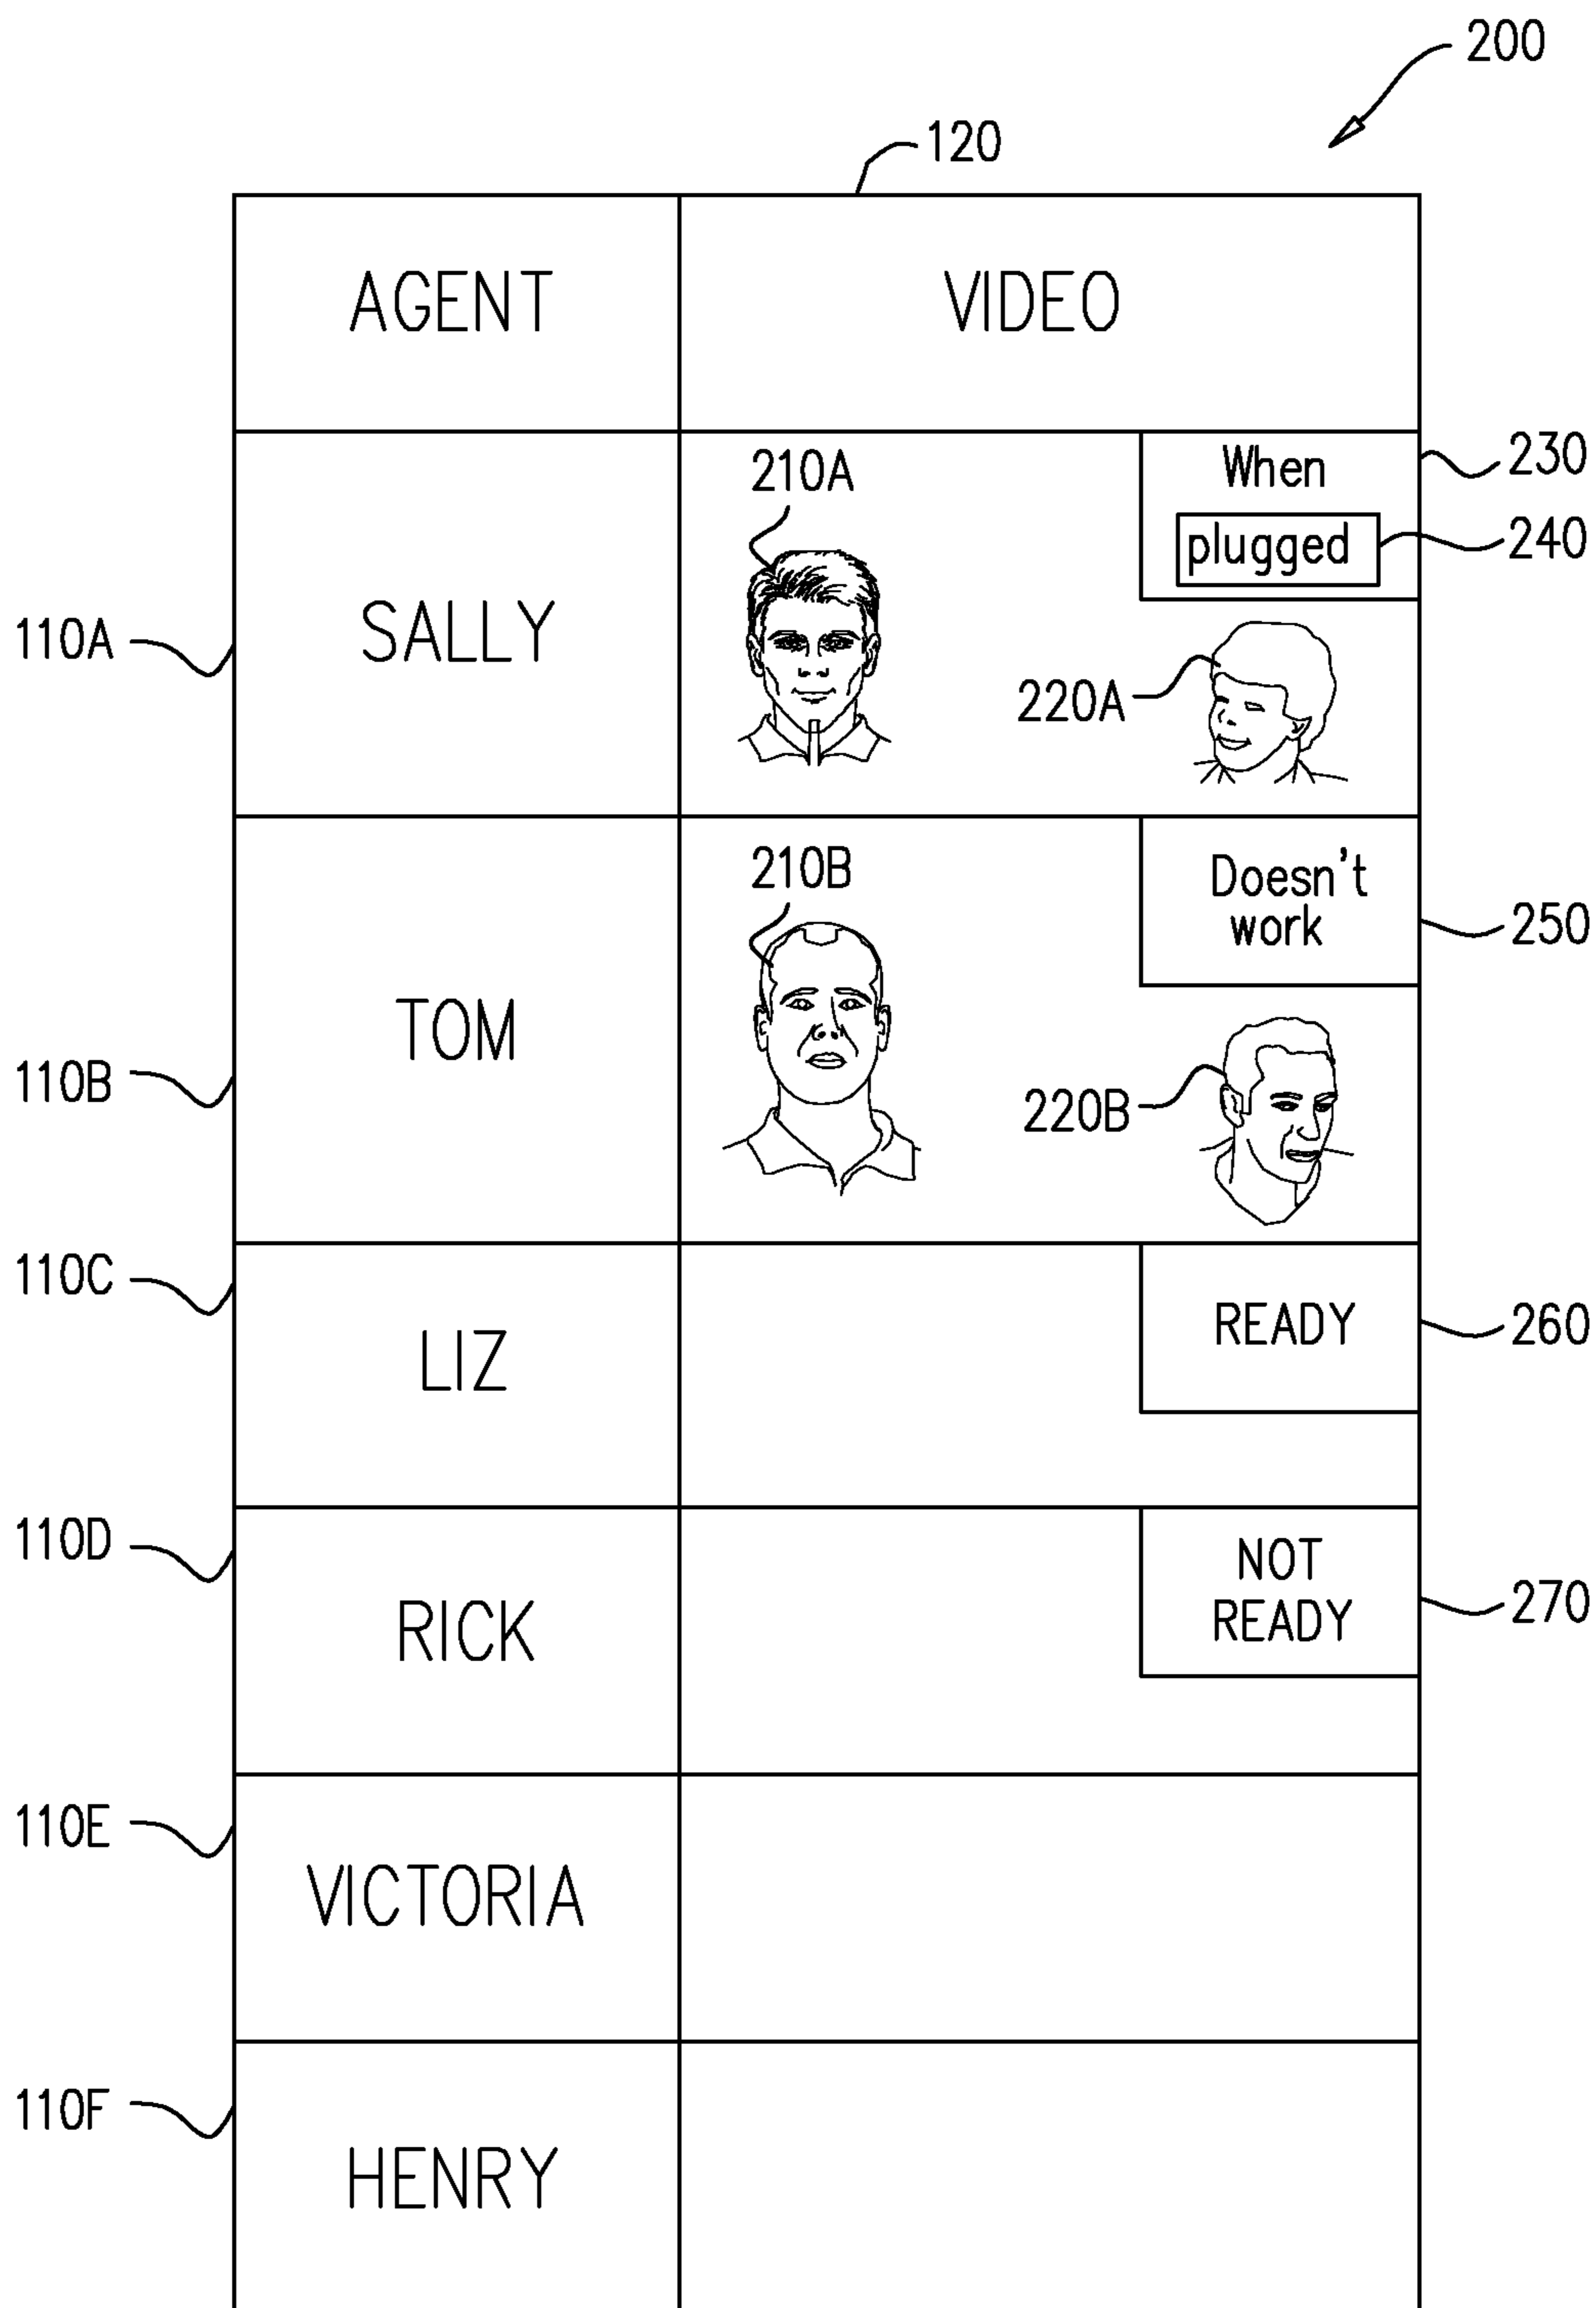 200
120
AGENT
VIDEO
210A
When
230
plugged
240
110A
SALLY
220A
210B
Doesn't
work
250
TOM
110B
220B
110C
READY
260
LIZ
110D
NOT
READY
270
RICK
110E
VICTORIA
110F
HENRY